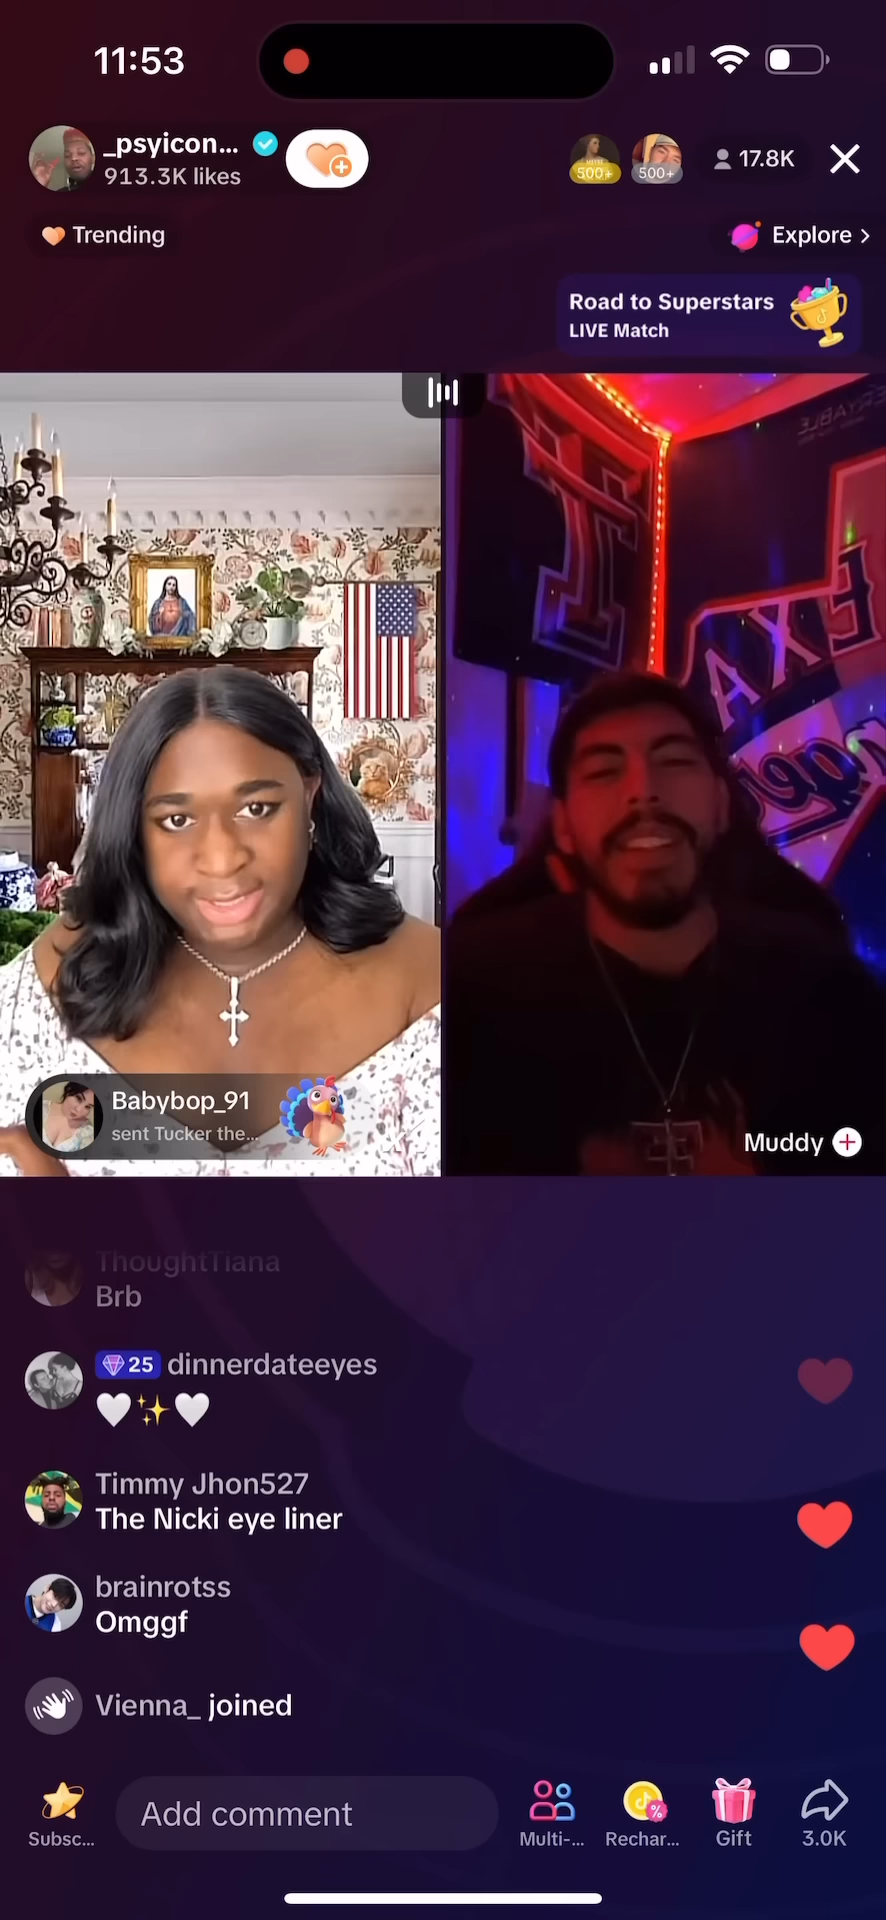 11:53
_psyicon...
913.3K likes
500+
500+
17.8K
Trending
Explore >
Road to Superstars
LIVE Match
Babybop_91
sent Tucker the...
Muddy
ThoughtTiana
Brb
25 dinnerdateeyes
🤍✨🤍
Timmy Jhon527
The Nicki eye liner
brainrotss
Omggf
Vienna_ joined
Subsc...
Add comment
Multi-...
Rechar...
Gift
3.0K